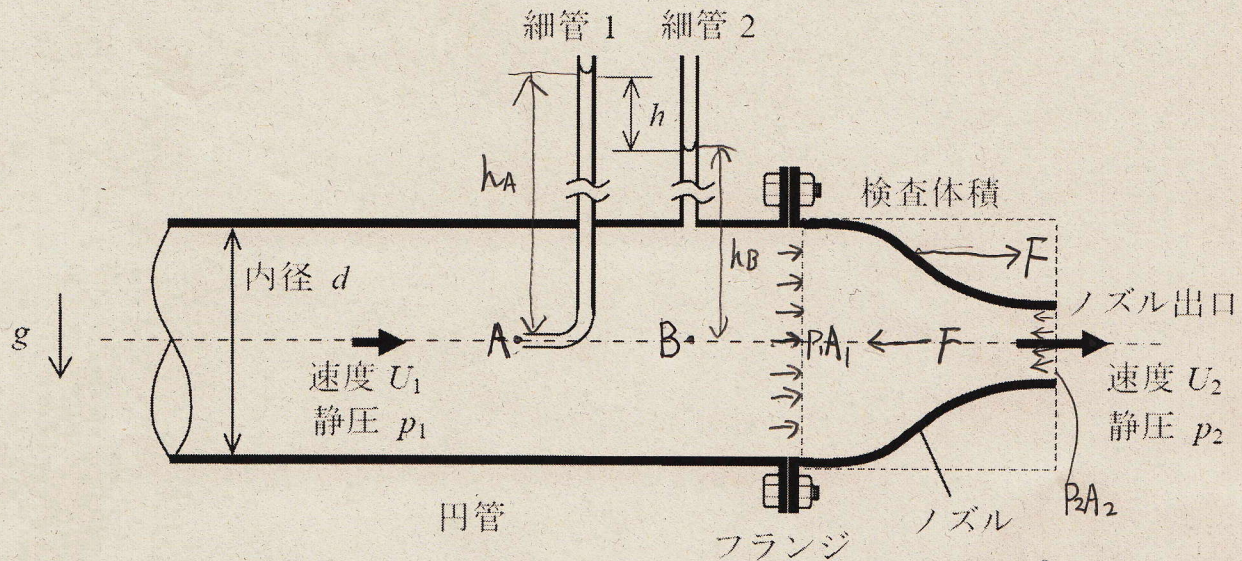 細管 1
細管 2
h
hA
検査体積
F
hB
内径 d
ノズル出口
g
A
B
P1A1
F
速度 U1
静圧 p1
速度 U2
静圧 p2
P2A2
円管
フランジ
ノズル